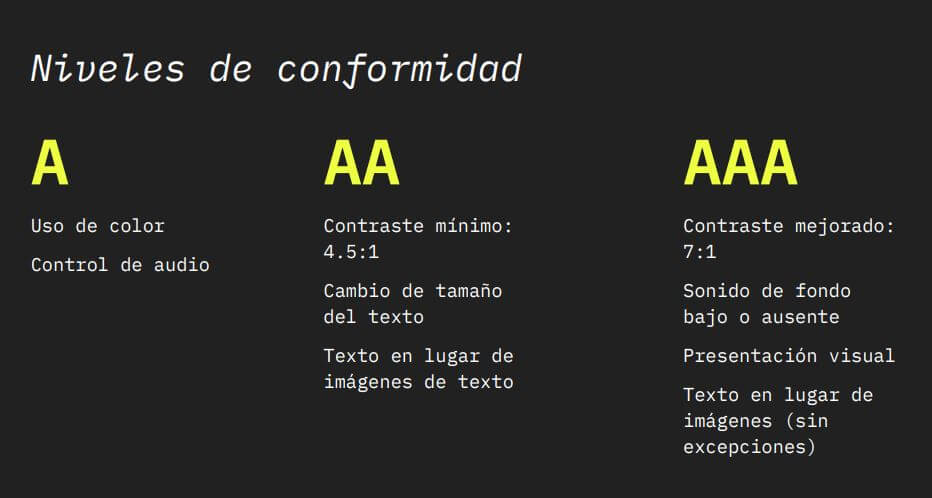 Niveles de conformidad
A
Uso de color
Control de audio
AA
Contraste mínimo:
4.5:1
Cambio de tamaño
del texto
Texto en lugar de
imágenes de texto
AAA
Contraste mejorado:
7:1
Sonido de fondo
bajo o ausente
Presentación visual
Texto en lugar de
imágenes (sin
excepciones)